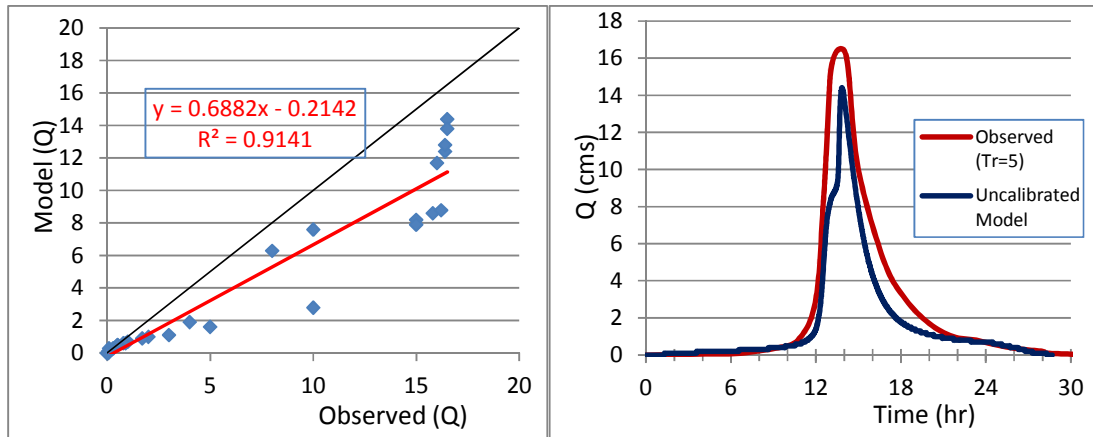 20
18
16
14
12
10
8
6
4
2
0
Model (Q)
y = 0.6882x - 0.2142
R² = 0.9141
0 5 10 15 20
Observed (Q)
18
16
14
12
10
8
6
4
2
0
Q (cms)
Observed
(Tr=5)
Uncalibrated
Model
0 6 12 18 24 30
Time (hr)